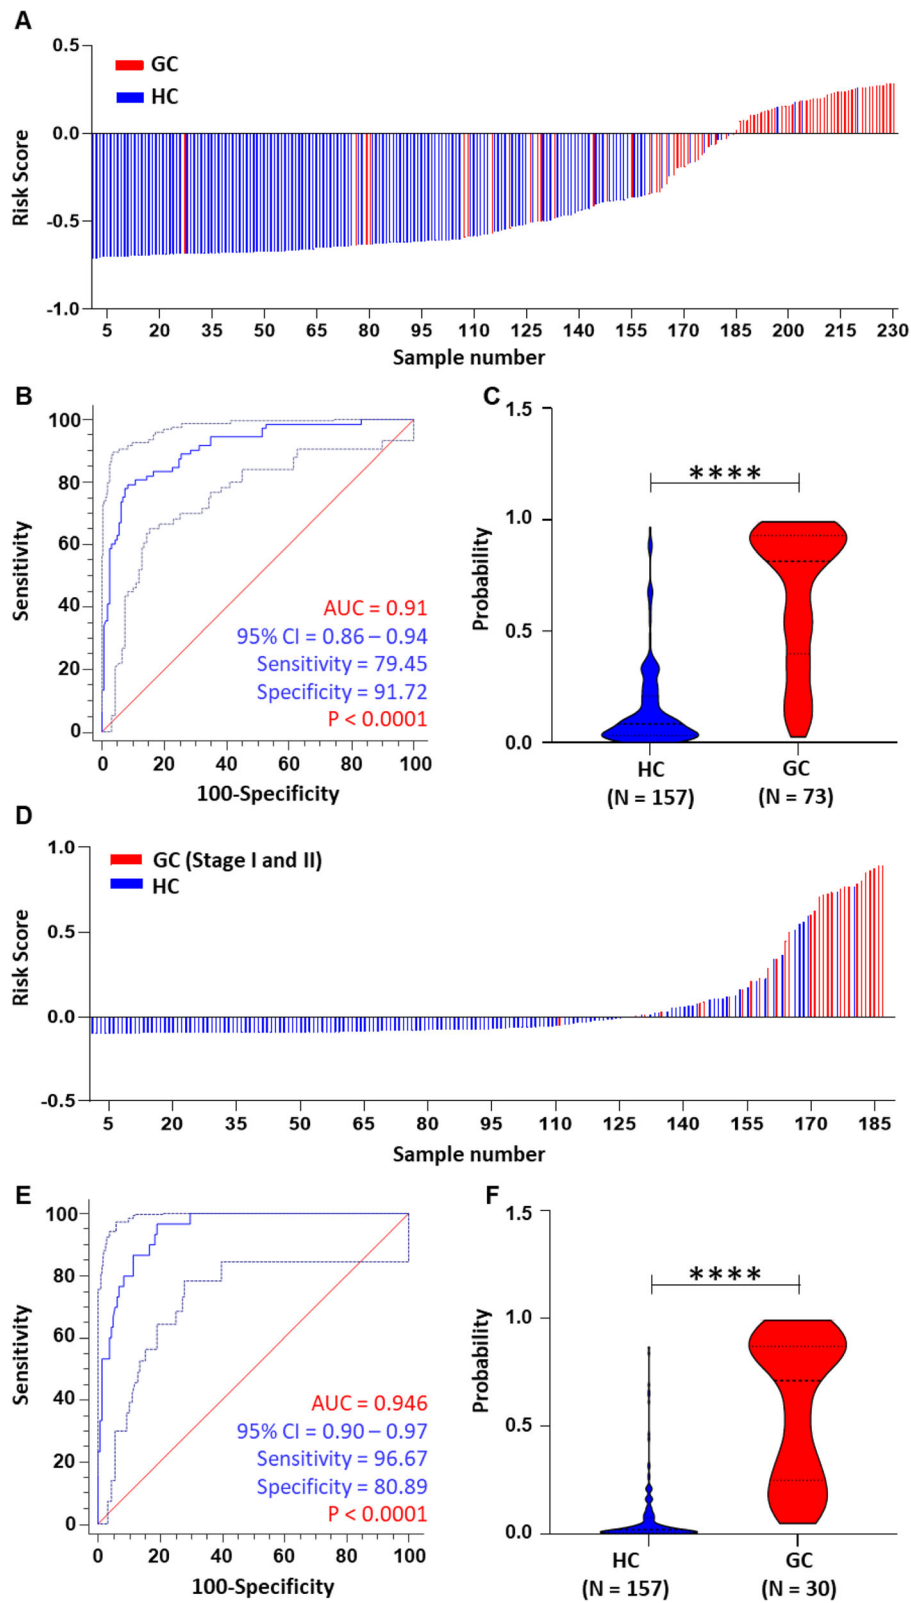 A
0.5
GC
HC
0.0
-0.5
-1.0
Risk Score
5 20 35 50 65 80 95 110 125 140 155 170 185 200 215 230
Sample number
B
100
80
60
40
20
0
Sensitivity
AUC = 0.91
95% CI = 0.86 – 0.94
Sensitivity = 79.45
Specificity = 91.72
P < 0.0001
0 20 40 60 80 100
100-Specificity
C
1.5
1.0
0.5
0.0
Probability
****
HC GC
(N = 157) (N = 73)
D
1.0
GC (Stage I and II)
HC
0.5
0.0
-0.5
Risk Score
5 20 35 50 65 80 95 110 125 140 155 170 185
Sample number
E
100
80
60
40
20
0
Sensitivity
AUC = 0.946
95% CI = 0.90 – 0.97
Sensitivity = 96.67
Specificity = 80.89
P < 0.0001
0 20 40 60 80 100
100-Specificity
F
1.5
1.0
0.5
0.0
Probability
****
HC GC
(N = 157) (N = 30)